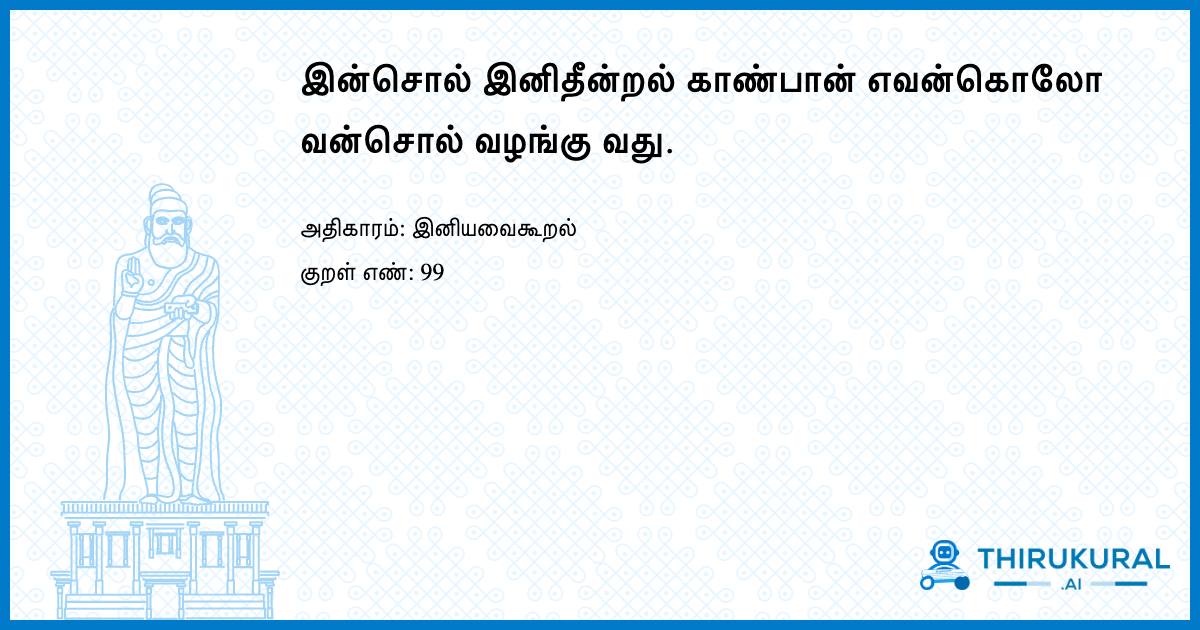 இன்சொல் இனிதீன்றல் காண்பான் எவன்கொலோ
வன்சொல் வழங்கு வது.
அதிகாரம்: இனியவைகூறல்
குறள் எண்: 99
THIRUKURAL
.AI